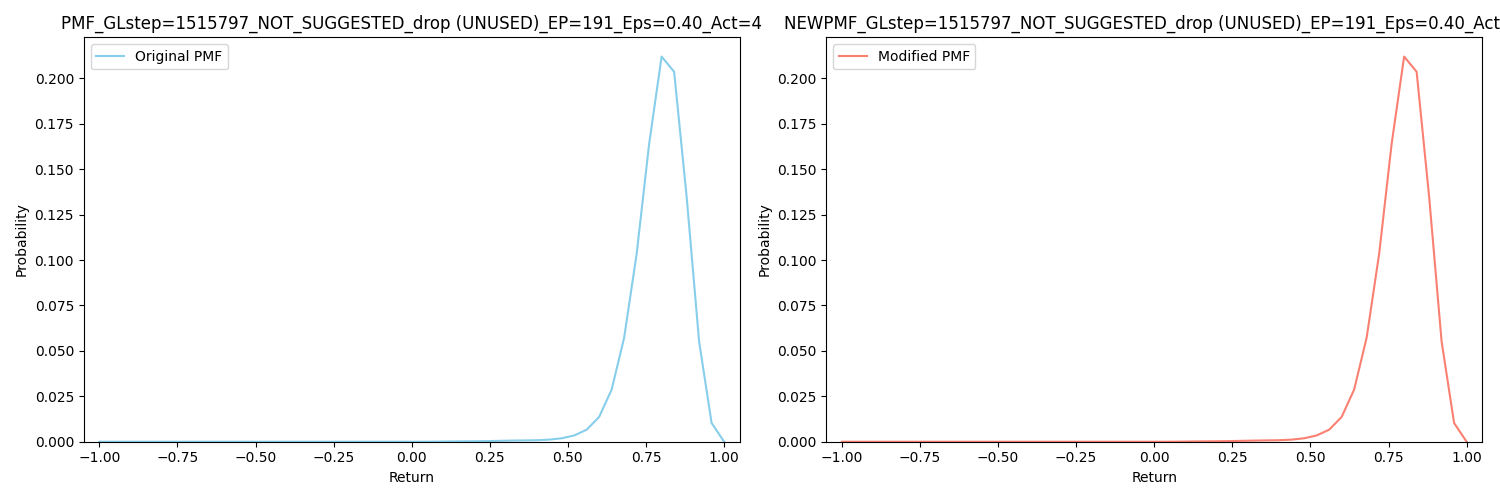 PMF_GLstep=1515797_NOT_SUGGESTED_drop (UNUSED)_EP=191_Eps=0.40_Act=4
Original PMF
0.200
0.175
0.150
0.125
0.100
0.075
0.050
0.025
0.000
Probability
−1.00 −0.75 −0.50 −0.25 0.00 0.25 0.50 0.75 1.00
Return
NEWPMF_GLstep=1515797_NOT_SUGGESTED_drop (UNUSED)_EP=191_Eps=0.40_Act
Modified PMF
0.200
0.175
0.150
0.125
0.100
0.075
0.050
0.025
0.000
Probability
−1.00 −0.75 −0.50 −0.25 0.00 0.25 0.50 0.75 1.00
Return